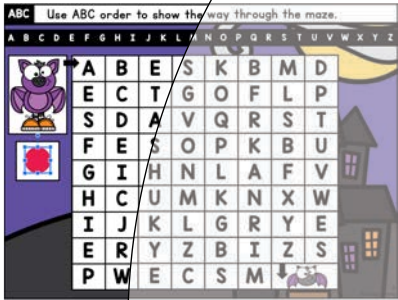 ABC Use ABC order to show the way through the maze.
A B C D E F G H I J K L M N O P Q R S T U V W X Y Z
A B E S K B M D
E C T G O F L P
S D A V Q R S T
F E S O P K B U
G I H N L A F V
H C U M K N X W
I J K L G R Y E
E R Y Z B I Z S
P W E C S M